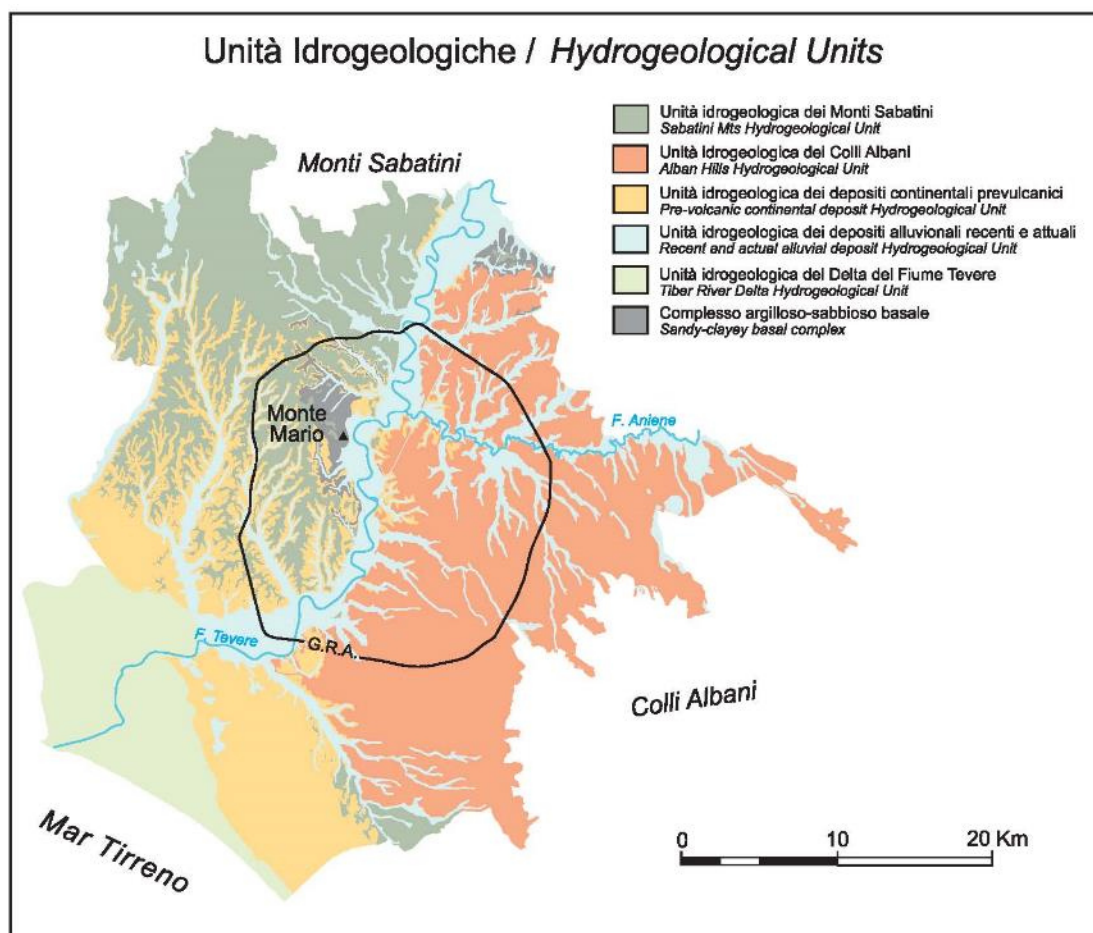 Unità Idrogeologiche / Hydrogeological Units
Unità idrogeologica dei Monti Sabatini
Sabatini Mts Hydrogeological Unit
Unità Idrogeologica dei Colli Albani
Alban Hills Hydrogeological Unit
Unità idrogeologica dei depositi continentali prevulcanici
Pre-volcanic continental deposit Hydrogeological Unit
Unità idrogeologica dei depositi alluvionali recenti e attuali
Recent and actual alluvial deposit Hydrogeological Unit
Unità idrogeologica del Delta del Fiume Tevere
Tiber River Delta Hydrogeological Unit
Complesso argilloso-sabbioso basale
Sandy-clayey basal complex
Monti Sabatini
Monte
Mario
F. Aniene
F. Tevere
G.R.A.
Colli Albani
Mar Tirreno
0 10 20 Km